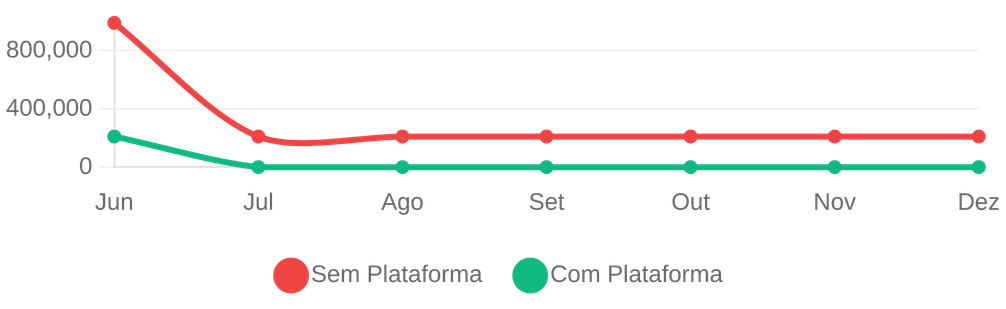 800,000
400,000
0
Jun Jul Ago Set Out Nov Dez
Sem Plataforma Com Plataforma